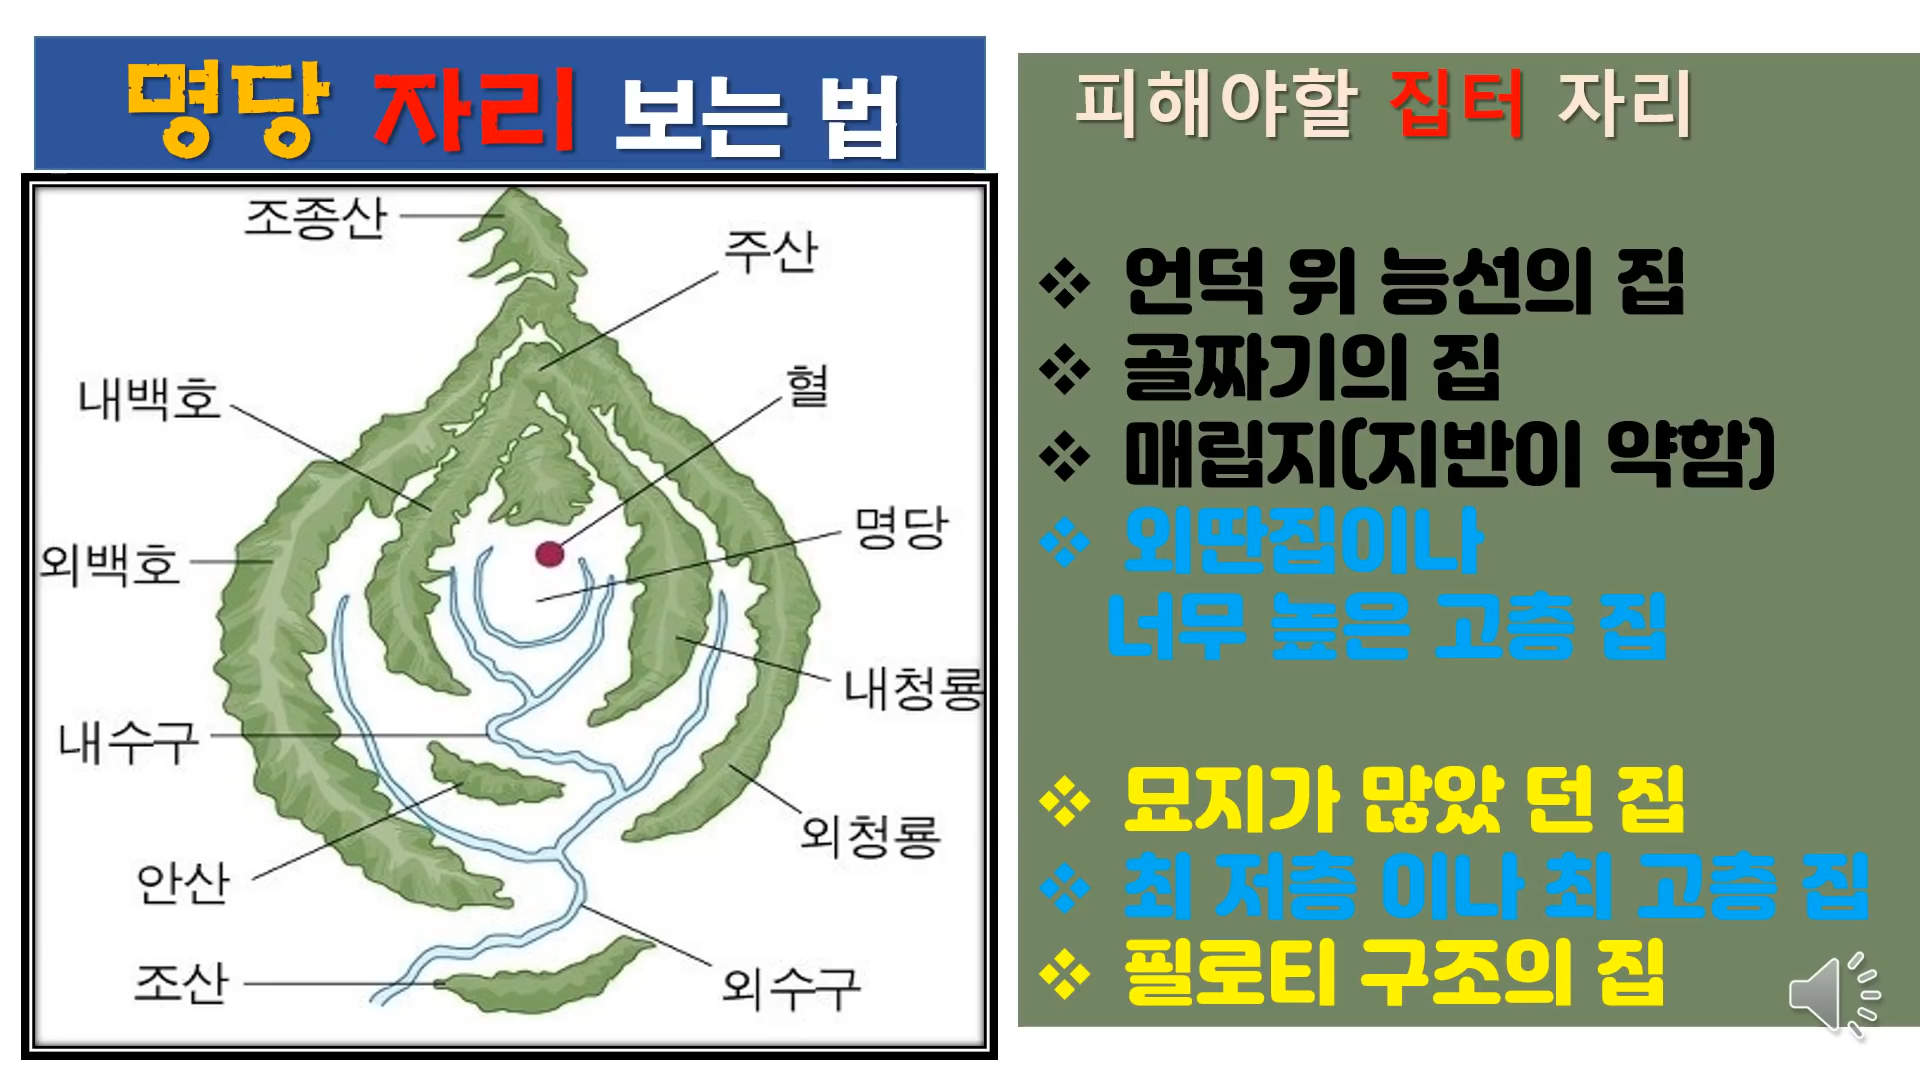 명당 자리 보는 법
조종산
주산
혈
내백호
명당
외백호
내청룡
내수구
외청룡
안산
조산
외수구
피해야할 집터 자리
❖ 언덕 위 능선의 집
❖ 골짜기의 집
❖ 매립지(지반이 약함)
❖ 외딴집이나
너무 높은 고층 집
❖ 묘지가 많았 던 집
❖ 최 저층 이나 최 고층 집
❖ 필로티 구조의 집